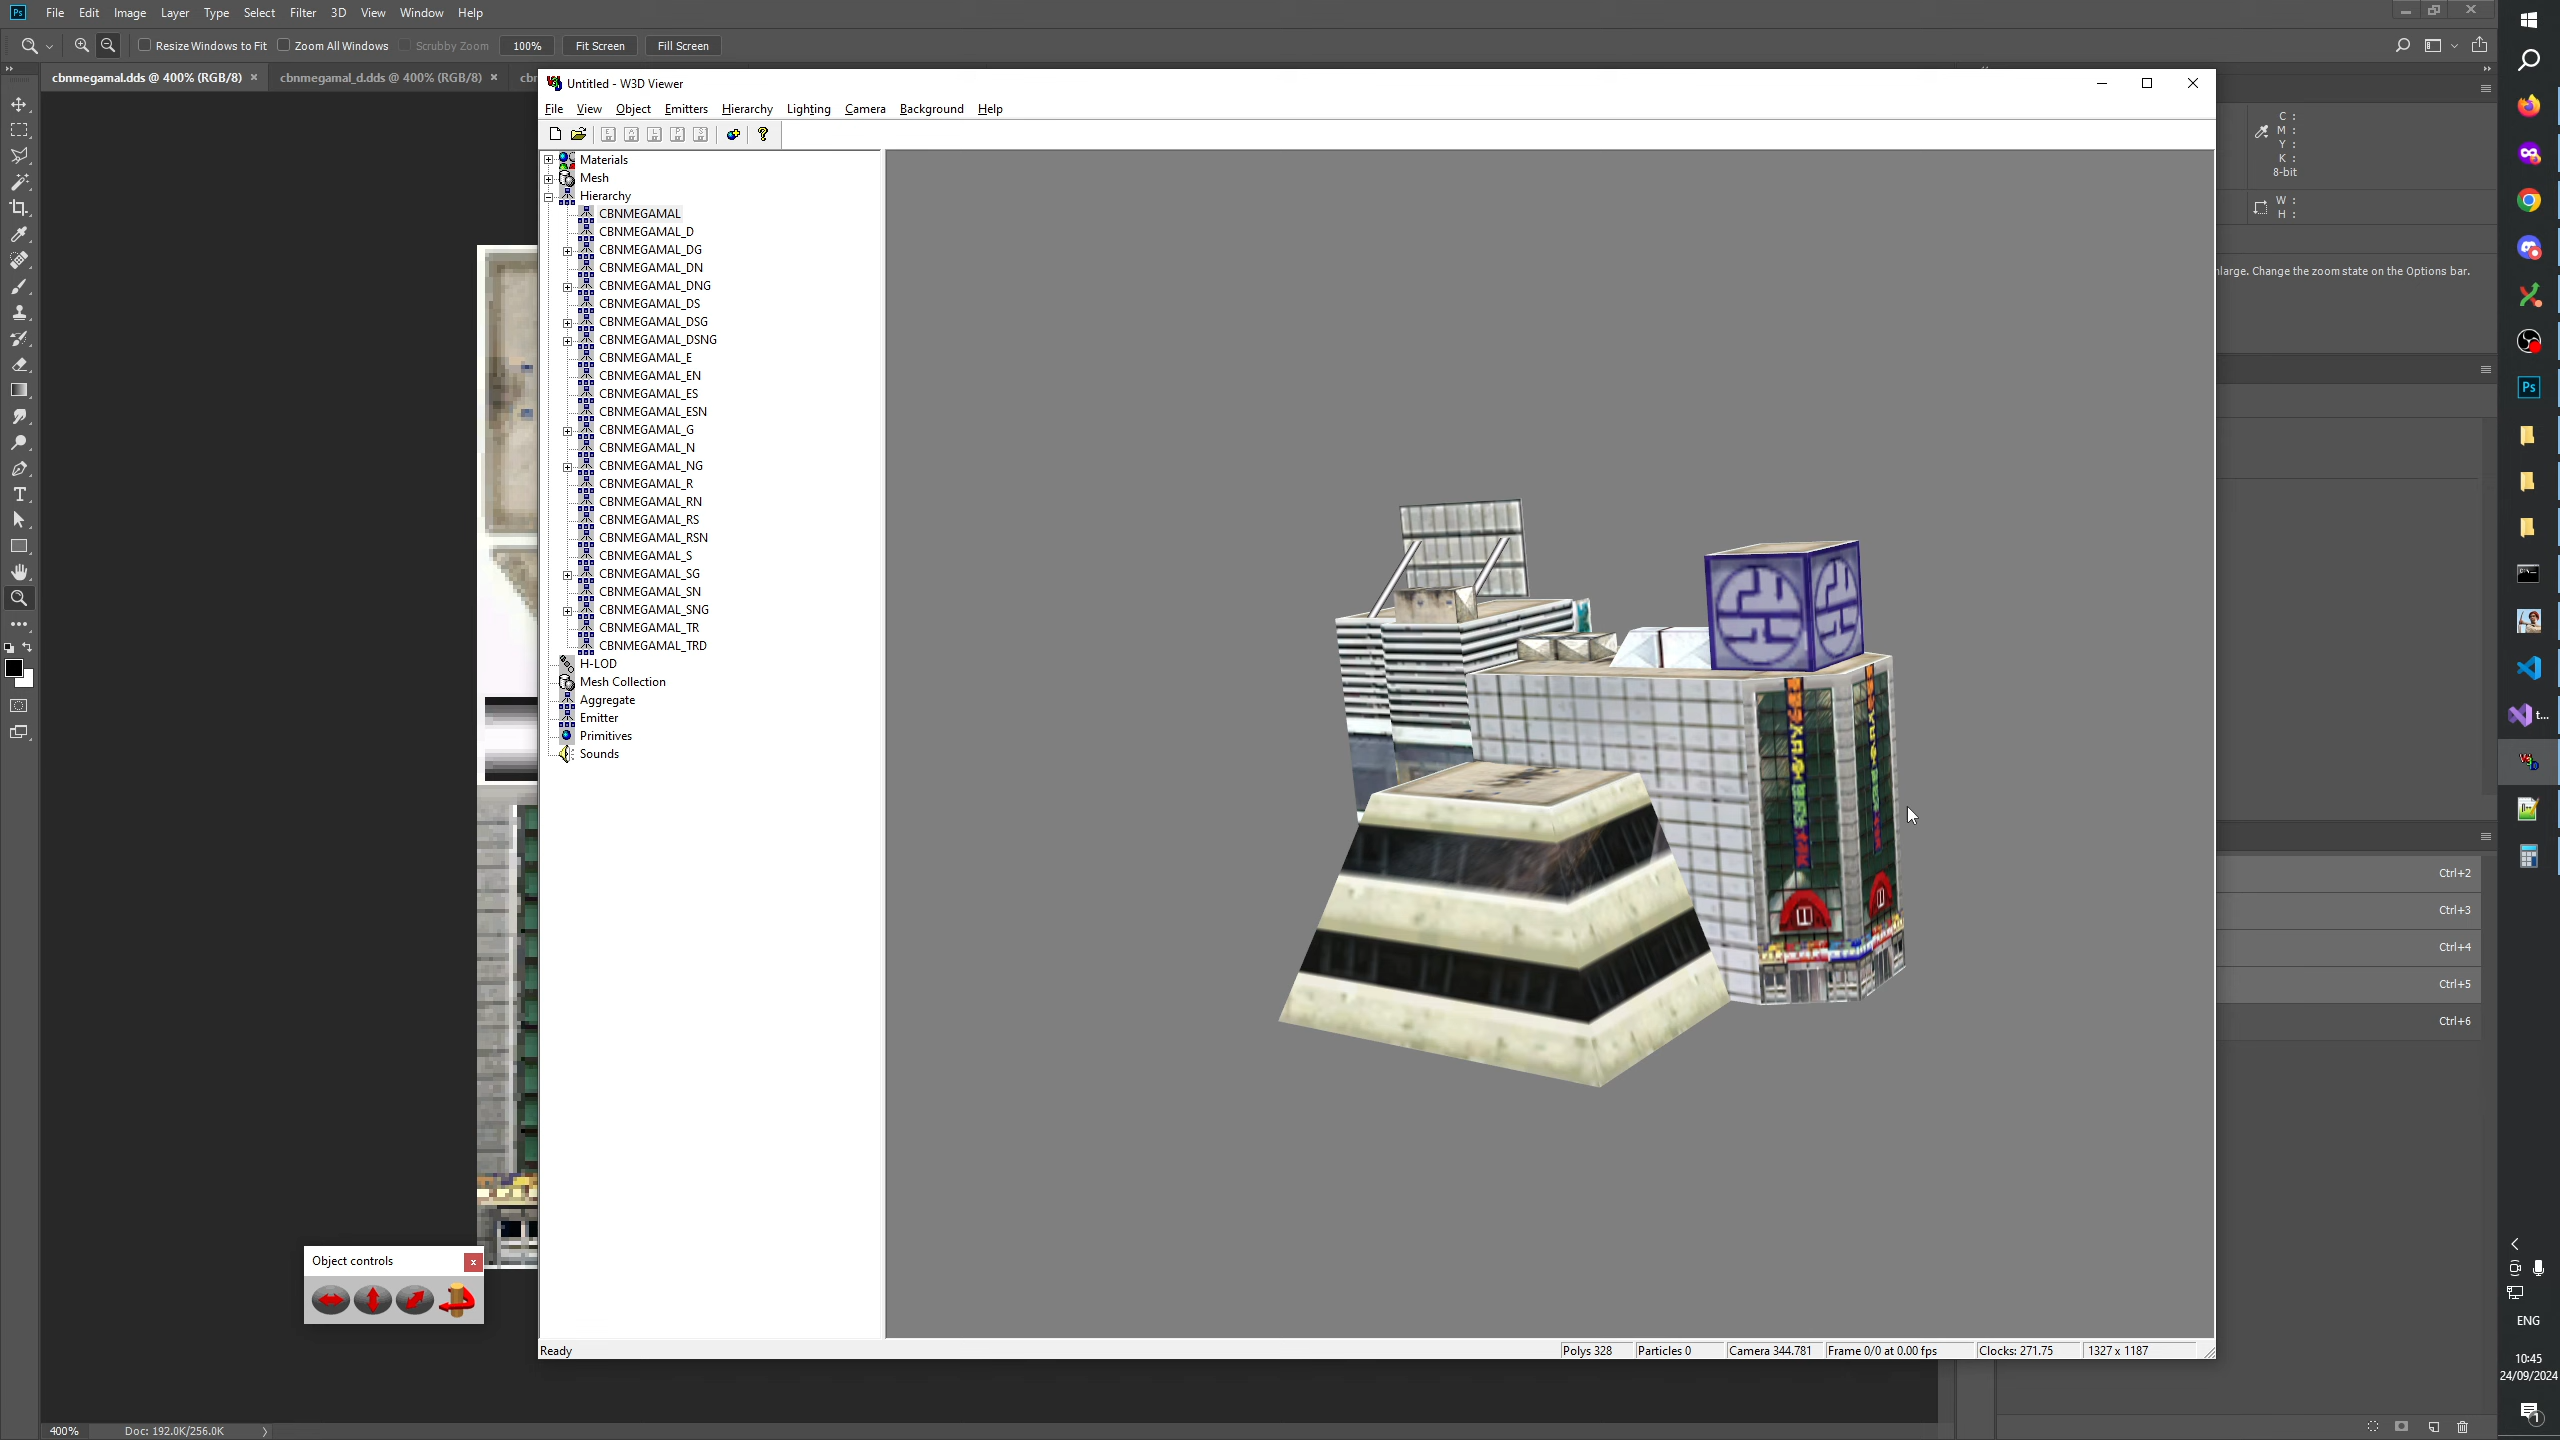 File Edit Image Layer Type Select Filter 3D View Window Help
Resize Windows to Fit Zoom All Windows Scrubby Zoom 100% Fit Screen Fill Screen
cbnmegamal.dds @ 400% (RGB/8) × cbnmegamal_d.dds @ 400% (RGB/8) ×
Untitled - W3D Viewer
File View Object Emitters Hierarchy Lighting Camera Background Help
Materials
Mesh
Hierarchy
CBNMEGAMAL
CBNMEGAMAL_D
CBNMEGAMAL_DG
CBNMEGAMAL_DN
CBNMEGAMAL_DNG
CBNMEGAMAL_DS
CBNMEGAMAL_DSG
CBNMEGAMAL_DSNG
CBNMEGAMAL_E
CBNMEGAMAL_EN
CBNMEGAMAL_ES
CBNMEGAMAL_ESN
CBNMEGAMAL_G
CBNMEGAMAL_N
CBNMEGAMAL_NG
CBNMEGAMAL_R
CBNMEGAMAL_RN
CBNMEGAMAL_RS
CBNMEGAMAL_RSN
CBNMEGAMAL_S
CBNMEGAMAL_SG
CBNMEGAMAL_SN
CBNMEGAMAL_SNG
CBNMEGAMAL_TR
CBNMEGAMAL_TRD
H-LOD
Mesh Collection
Aggregate
Emitter
Primitives
Sounds
Ready
Polys 328 Particles 0 Camera 344.781 Frame 0/0 at 0.00 fps Clocks: 271.75 1327 x 1187
Object controls
400% Doc: 192.0K/256.0K
C :
M :
Y :
K :
8-bit
W :
H :
nlarge. Change the zoom state on the Options bar.
Ctrl+2
Ctrl+3
Ctrl+4
Ctrl+5
Ctrl+6
Ps
t...
ENG
10:45
24/09/2024
1